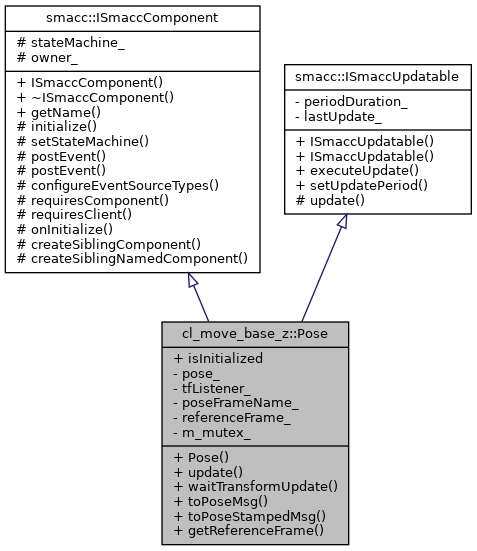 smacc::ISmaccComponent
# stateMachine_
# owner_
+ ISmaccComponent()
+ ~ISmaccComponent()
+ getName()
# initialize()
# setStateMachine()
# postEvent()
# postEvent()
# configureEventSourceTypes()
# requiresComponent()
# requiresClient()
# onInitialize()
# createSiblingComponent()
# createSiblingNamedComponent()
smacc::ISmaccUpdatable
- periodDuration_
- lastUpdate_
+ ISmaccUpdatable()
+ ISmaccUpdatable()
+ executeUpdate()
+ setUpdatePeriod()
# update()
cl_move_base_z::Pose
+ isInitialized
- pose_
- tfListener_
- poseFrameName_
- referenceFrame_
- m_mutex_
+ Pose()
+ update()
+ waitTransformUpdate()
+ toPoseMsg()
+ toPoseStampedMsg()
+ getReferenceFrame()